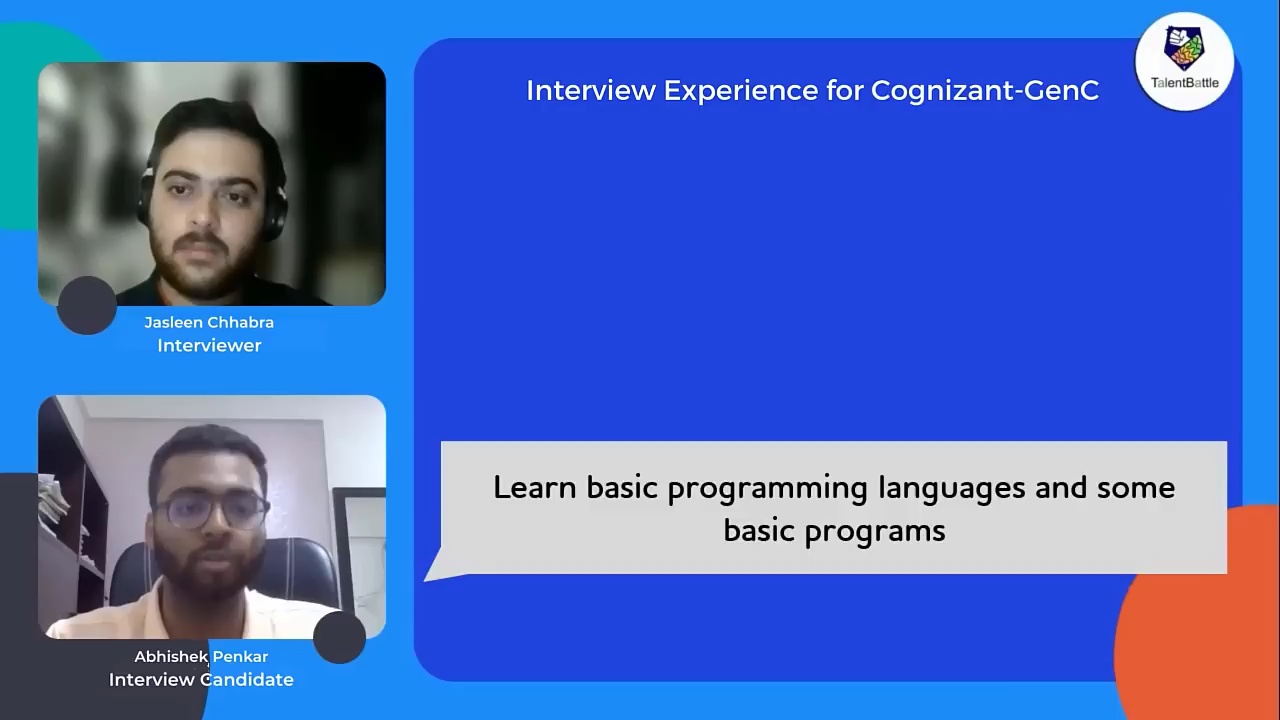 Interview Experience for Cognizant-GenC
TalentBattle
Jasleen Chhabra
Interviewer
Learn basic programming languages and some
basic programs
Abhishek Penkar
Interview Candidate